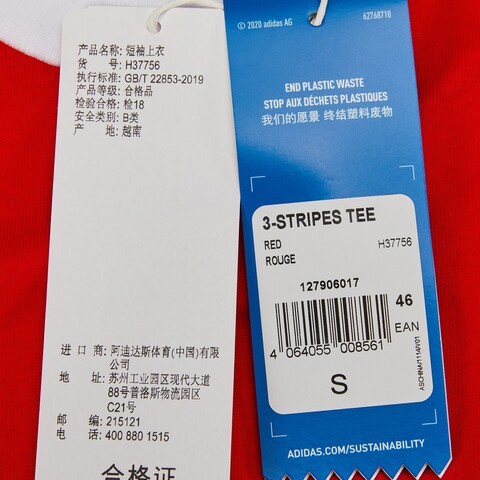 产品名称: 短袖上衣
货 号: H37756
执行标准: GB/T 22853-2019
产品等级: 合格品
检验合格: 检18
安全类别: B类
产 地: 越南
进 口 商: 阿迪达斯体育(中国)有限
公司
地 址: 苏州工业园区现代大道
88号普洛斯物流园区
C21号
邮 编: 215121
电 话: 400 880 1515
合格证
© 2020 adidas AG
62768710
END PLASTIC WASTE
STOP AUX DÉCHETS PLASTIQUES
我们的愿景 终结塑料废物
3-STRIPES TEE
RED H37756
ROUGE
127906017
46
EAN
4 064055 008561
S
ADIDAS.COM/SUSTAINABILITY